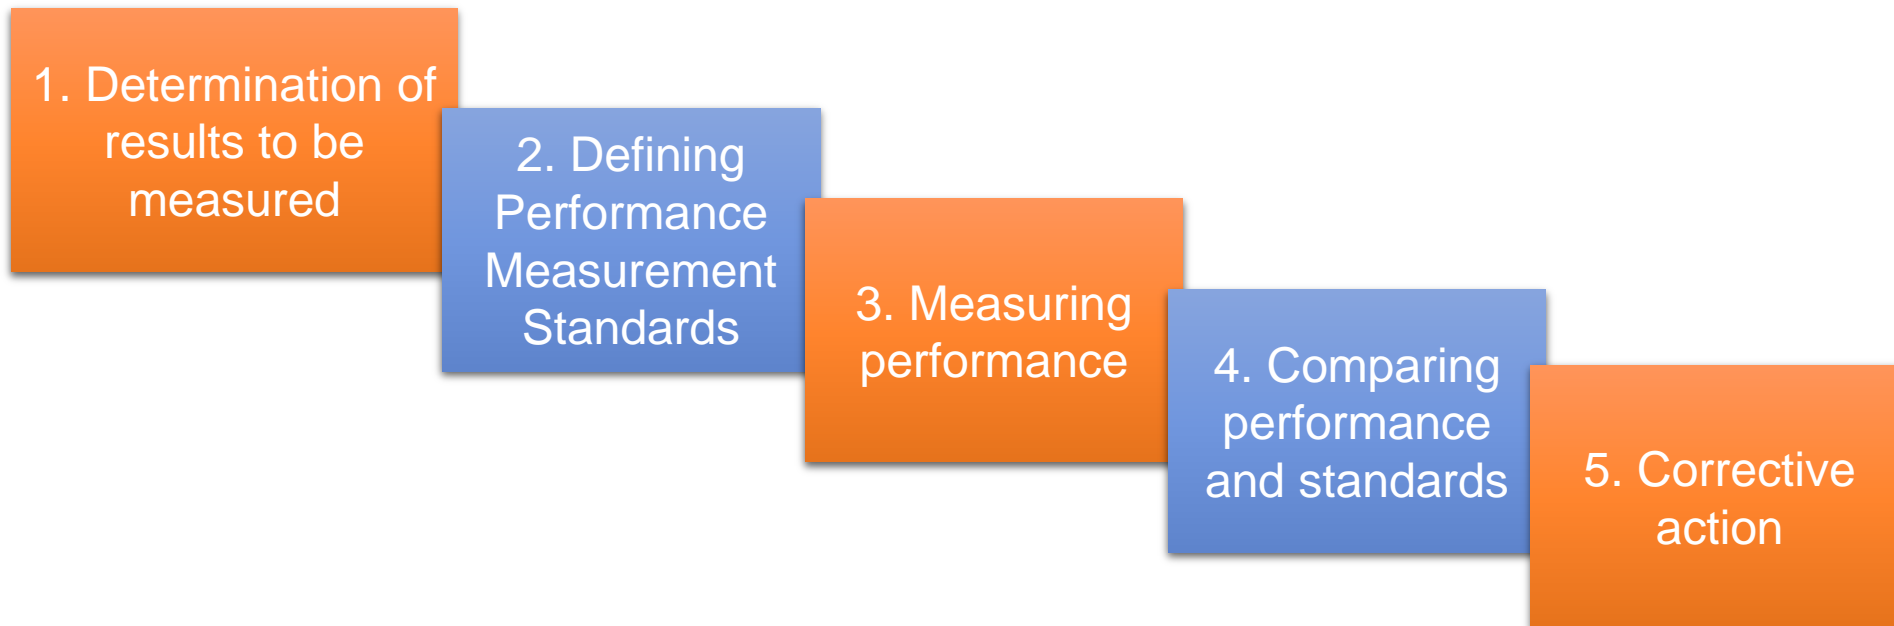 1. Determination of
results to be
measured
2. Defining
Performance
Measurement
Standards
3. Measuring
performance
4. Comparing
performance
and standards
5. Corrective
action